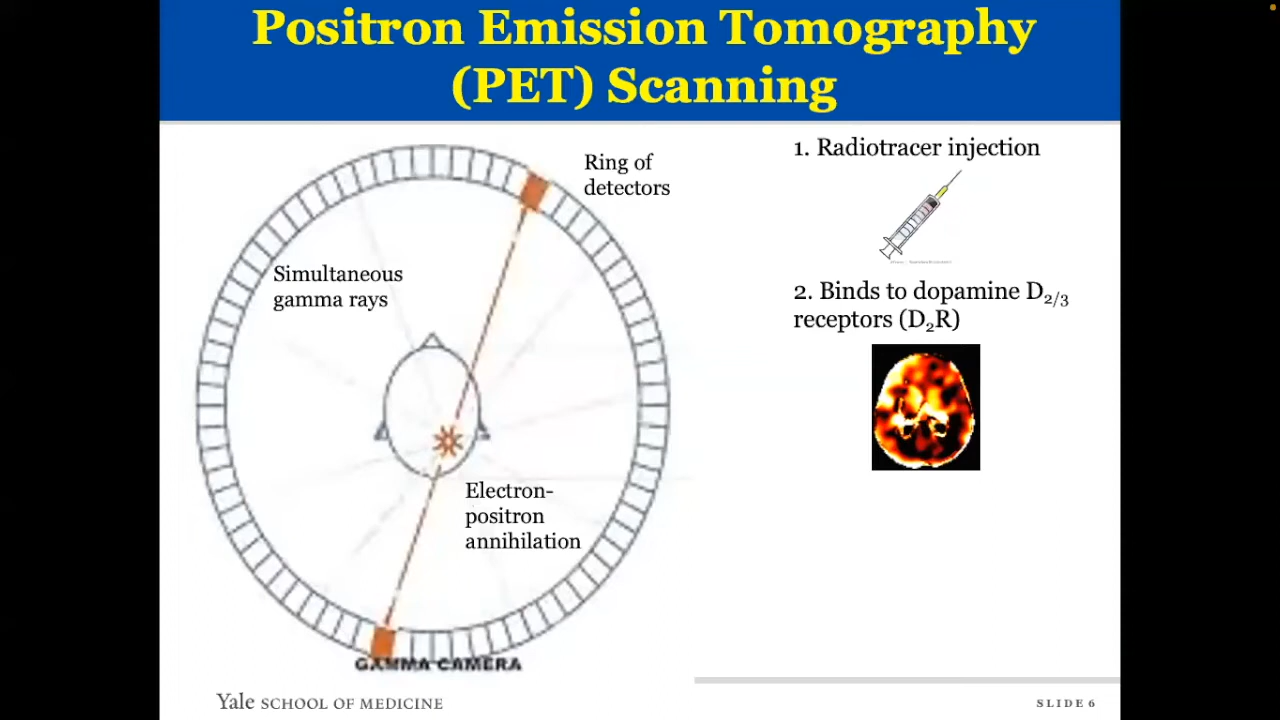 Positron Emission Tomography
(PET) Scanning
Ring of
detectors
Simultaneous
gamma rays
Electron-
positron
annihilation
GAMMA CAMERA
1. Radiotracer injection
2. Binds to dopamine D2/3
receptors (D2R)
Yale SCHOOL OF MEDICINE
SLIDE 6